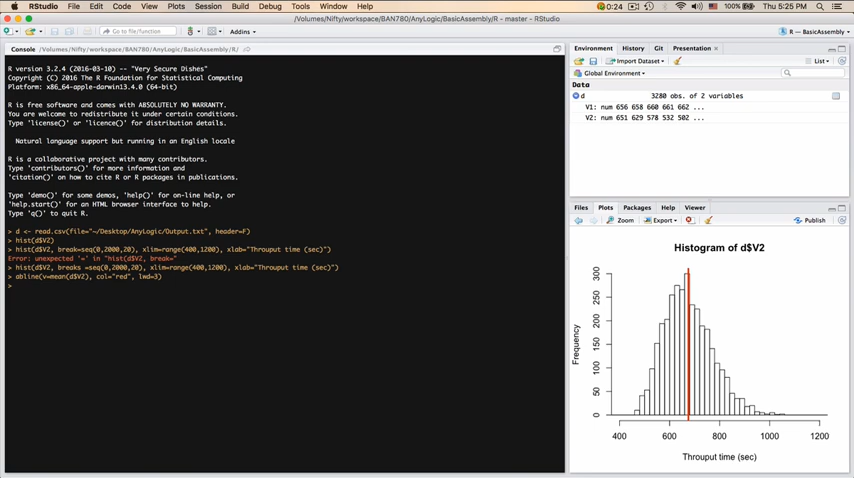 RStudio File Edit Code View Plots Session Build Debug Tools Window Help 0:24 100% Thu 5:25 PM
/Volumes/Nifty/workspace/BAN780/AnyLogic/BasicAssembly/R - master - RStudio
Go to file/function Addins R — BasicAssembly
Console /Volumes/Nifty/workspace/BAN780/AnyLogic/BasicAssembly/R/
R version 3.2.4 (2016-03-10) -- "Very Secure Dishes"
Copyright (C) 2016 The R Foundation for Statistical Computing
Platform: x86_64-apple-darwin13.4.0 (64-bit)
R is free software and comes with ABSOLUTELY NO WARRANTY.
You are welcome to redistribute it under certain conditions.
Type 'license()' or 'licence()' for distribution details.
Natural language support but running in an English locale
R is a collaborative project with many contributors.
Type 'contributors()' for more information and
'citation()' on how to cite R or R packages in publications.
Type 'demo()' for some demos, 'help()' for on-line help, or
'help.start()' for an HTML browser interface to help.
Type 'q()' to quit R.
> d <- read.csv(file="~/Desktop/AnyLogic/Output.txt", header=F)
> hist(d$V2)
> hist(d$V2, break=seq(0,2000,20), xlim=range(400,1200), xlab="Throuput time (sec)")
Error: unexpected '=' in "hist(d$V2, break="
> hist(d$V2, breaks =seq(0,2000,20), xlim=range(400,1200), xlab="Throuput time (sec)")
> abline(v=mean(d$V2), col="red", lwd=3)
>
Environment History Git Presentation
Import Dataset List
Global Environment
Data
d 3280 obs. of 2 variables
V1: num 656 658 660 661 662 ...
V2: num 651 629 578 532 502 ...
Files Plots Packages Help Viewer
Zoom Export Publish
Histogram of d$V2
Frequency
300
250
200
150
100
50
0
400 600 800 1000 1200
Throuput time (sec)